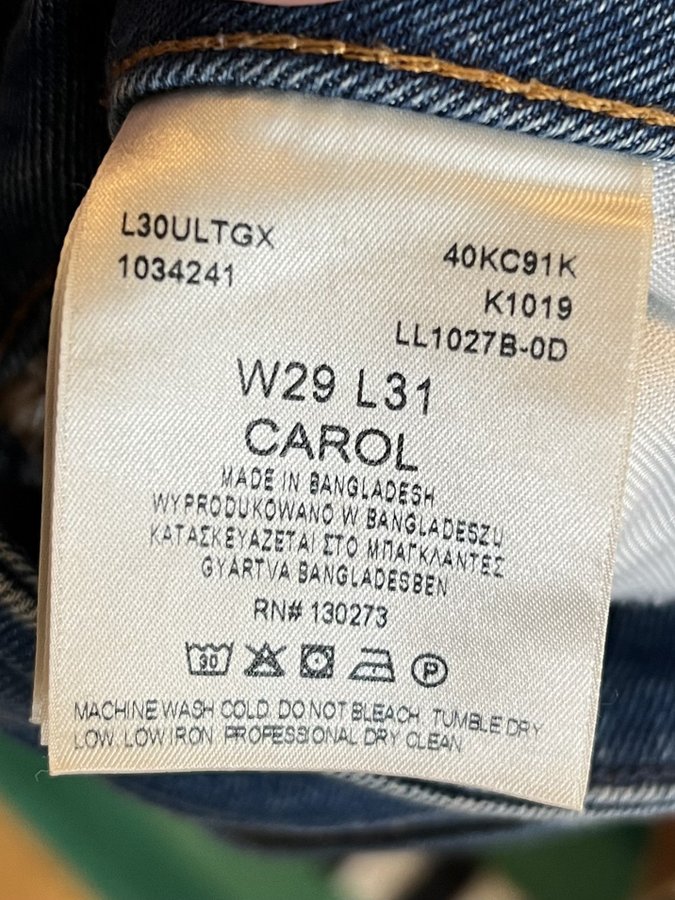 L30ULTGX
1034241
40KC91K
K1019
LL1027B-0D
W29 L31
CAROL
MADE IN BANGLADESH
WYPRODUKOWANO W BANGLADESZU
ΚΑΤΑΣΚΕΥΑΖΕΤΑΙ ΣΤΟ ΜΠΑΓΚΛΑΝΤΕΣ
GYÁRTVA BANGLADESBEN
RN# 130273
30
P
MACHINE WASH COLD. DO NOT BLEACH. TUMBLE DRY
LOW. LOW IRON. PROFESSIONAL DRY CLEAN